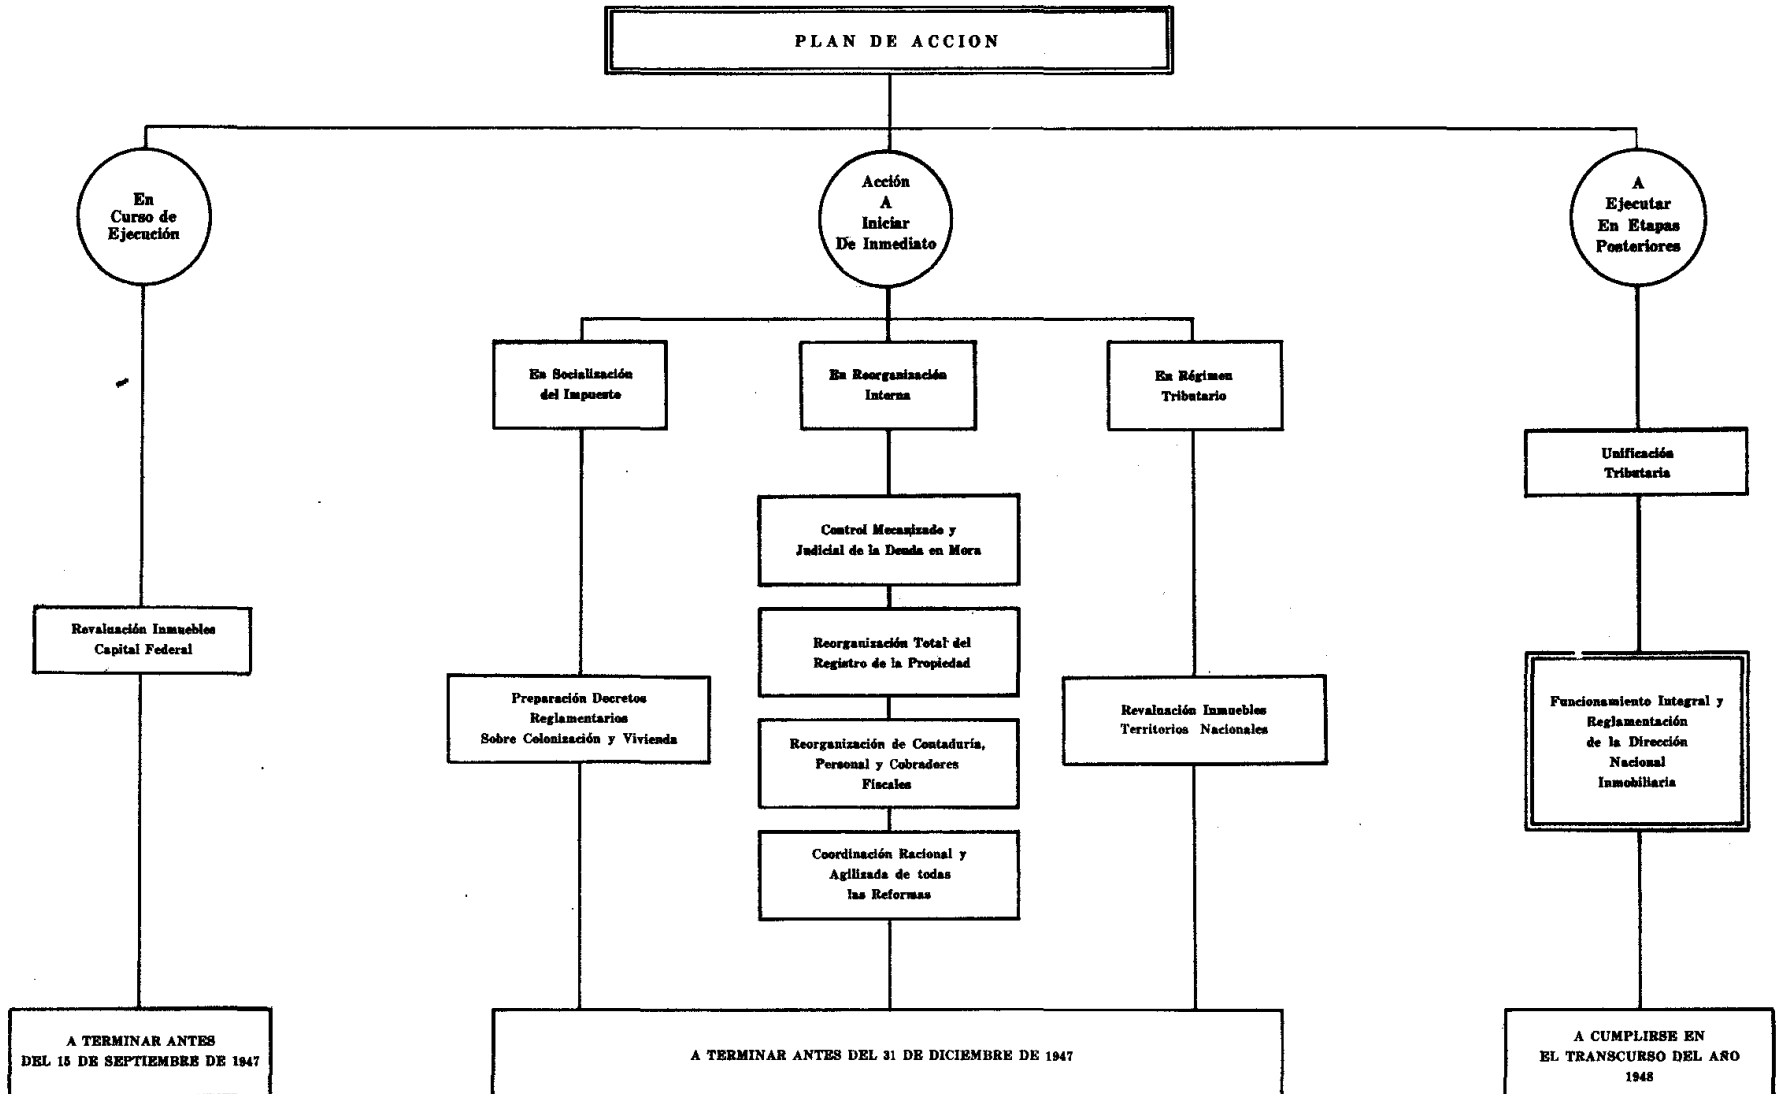 PLAN DE ACCION
En
Curso de
Ejecución
Acción
A
Iniciar
De Inmediato
A
Ejecutar
En Etapas
Posteriores
En Socialización
del Impuesto
En Reorganización
Interna
En Régimen
Tributario
Unificación
Tributaria
Control Mecanizado y
Judicial de la Deuda en Mora
Revaluación Inmuebles
Capital Federal
Reorganización Total del
Registro de la Propiedad
Preparación Decretos
Reglamentarios
Sobre Colonización y Vivienda
Revaluación Inmuebles
Territorios Nacionales
Funcionamiento Integral y
Reglamentación
de la Dirección
Nacional
Inmobiliaria
Reorganización de Contaduría,
Personal y Cobradores
Fiscales
Coordinación Racional y
Agilizada de todas
las Reformas
A TERMINAR ANTES
DEL 15 DE SEPTIEMBRE DE 1947
A TERMINAR ANTES DEL 31 DE DICIEMBRE DE 1947
A CUMPLIRSE EN
EL TRANSCURSO DEL AÑO
1948